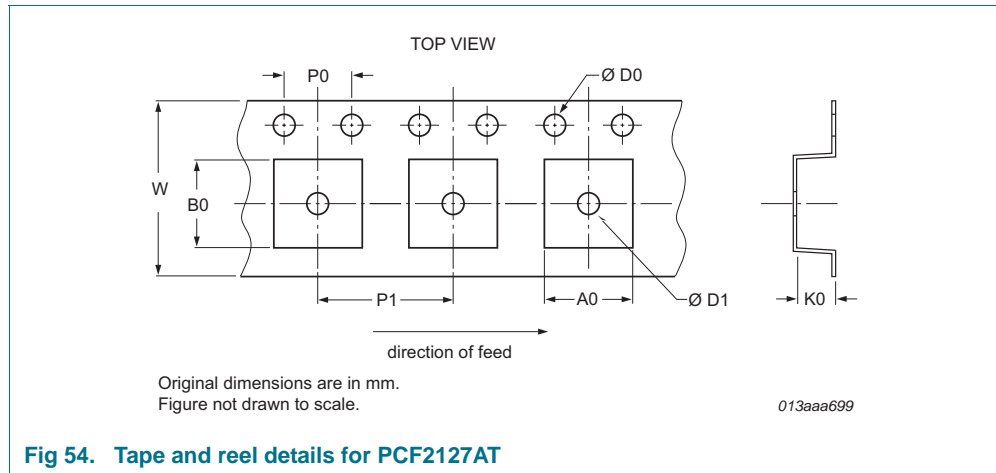 TOP VIEW
P0
Ø D0
W
B0
P1
A0
Ø D1
K0
direction of feed
Original dimensions are in mm.
Figure not drawn to scale.
013aaa699
Fig 54. Tape and reel details for PCF2127AT